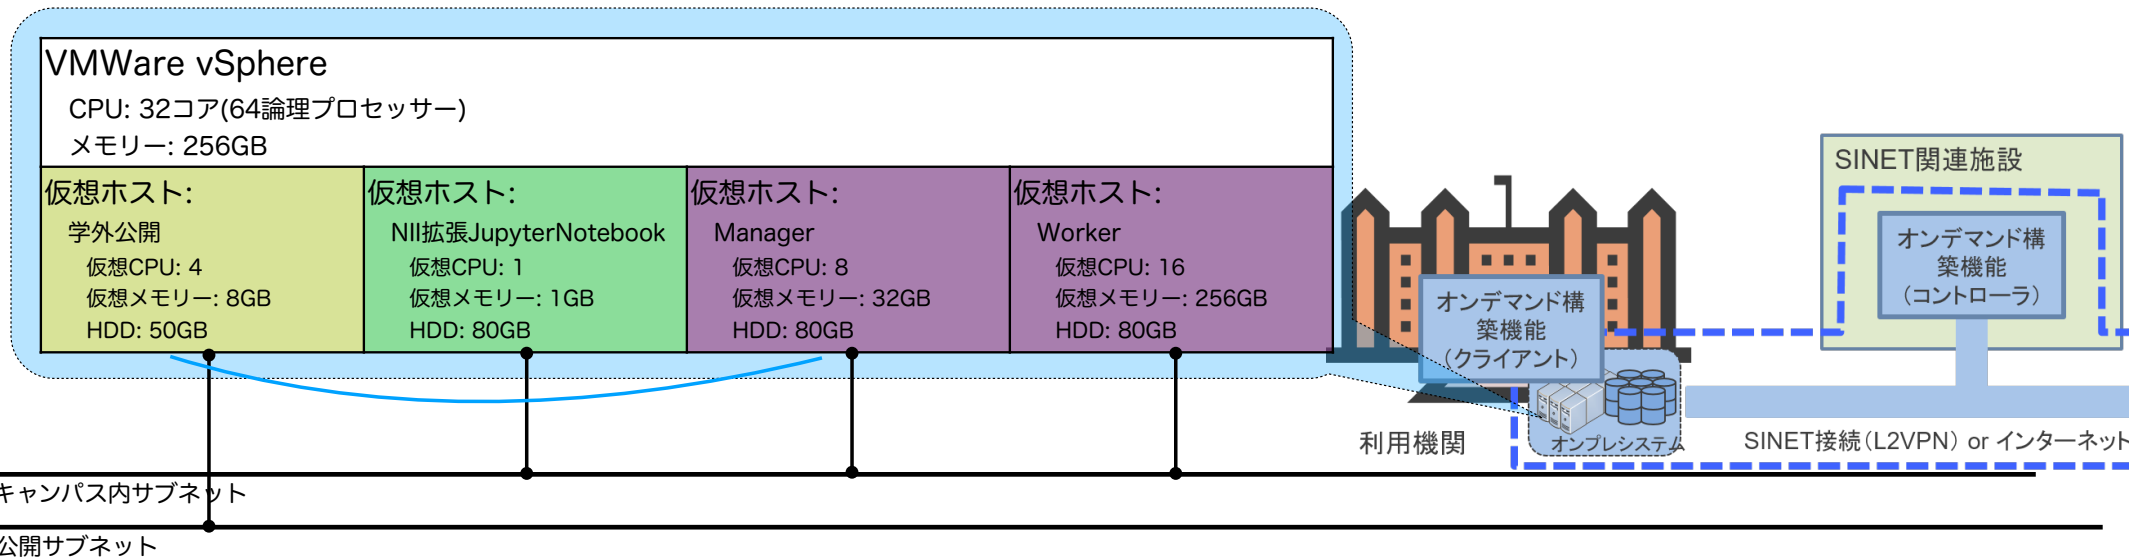 VMWare vSphere
CPU: 32コア(64論理プロセッサー)
メモリー: 256GB
仮想ホスト:
学外公開
仮想CPU: 4
仮想メモリー: 8GB
HDD: 50GB
仮想ホスト:
NII拡張JupyterNotebook
仮想CPU: 1
仮想メモリー: 1GB
HDD: 80GB
仮想ホスト:
Manager
仮想CPU: 8
仮想メモリー: 32GB
HDD: 80GB
仮想ホスト:
Worker
仮想CPU: 16
仮想メモリー: 256GB
HDD: 80GB
オンデマンド構
築機能
(クライアント)
オンプレシステム
利用機関
SINET関連施設
オンデマンド構
築機能
(コントローラ)
SINET接続(L2VPN) or インターネット
キャンパス内サブネット
公開サブネット